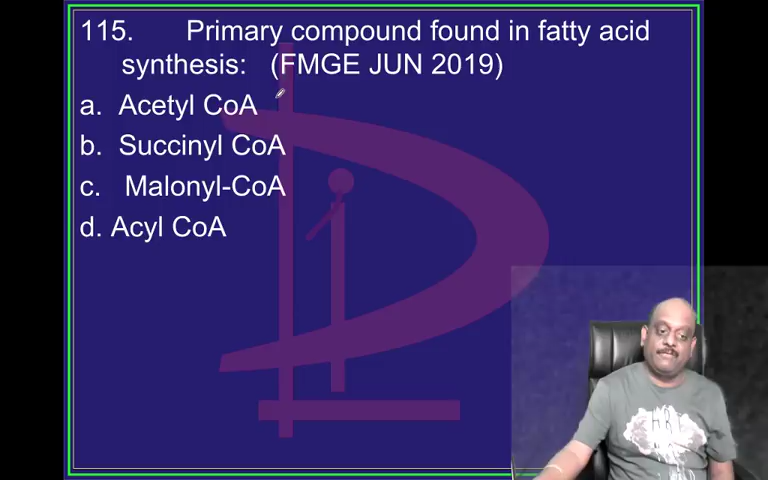 115. Primary compound found in fatty acid
synthesis: (FMGE JUN 2019)
a. Acetyl CoA
b. Succinyl CoA
c. Malonyl-CoA
d. Acyl CoA